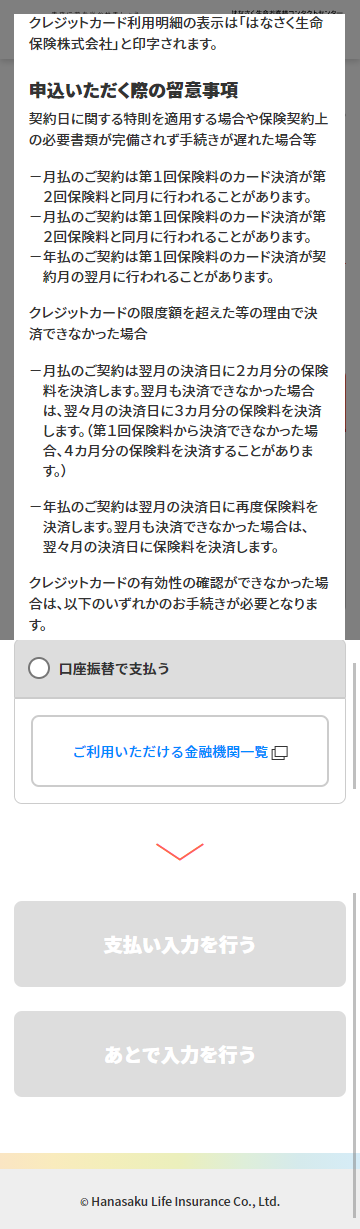 クレジットカード利用明細の表示は「はなさく生命
保険株式会社」と印字されます。
申込いただく際の留意事項
契約日に関する特則を適用する場合や保険契約上
の必要書類が完備されず手続きが遅れた場合等
－月払のご契約は第１回保険料のカード決済が第
２回保険料と同月に行われることがあります。
－月払のご契約は第１回保険料のカード決済が第
２回保険料と同月に行われることがあります。
－年払のご契約は第１回保険料のカード決済が契
約月の翌月に行われることがあります。
クレジットカードの限度額を超えた等の理由で決
済できなかった場合
－月払のご契約は翌月の決済日に２カ月分の保険
料を決済します。翌月も決済できなかった場合
は、翌々月の決済日に３カ月分の保険料を決済
します。（第１回保険料から決済できなかった場
合、４カ月分の保険料を決済することがありま
す。）
－年払のご契約は翌月の決済日に再度保険料を
決済します。翌月も決済できなかった場合は、
翌々月の決済日に保険料を決済します。
クレジットカードの有効性の確認ができなかった場
合は、以下のいずれかのお手続きが必要となりま
す。
口座振替で支払う
ご利用いただける金融機関一覧
支払い入力を行う
あとで入力を行う
© Hanasaku Life Insurance Co., Ltd.